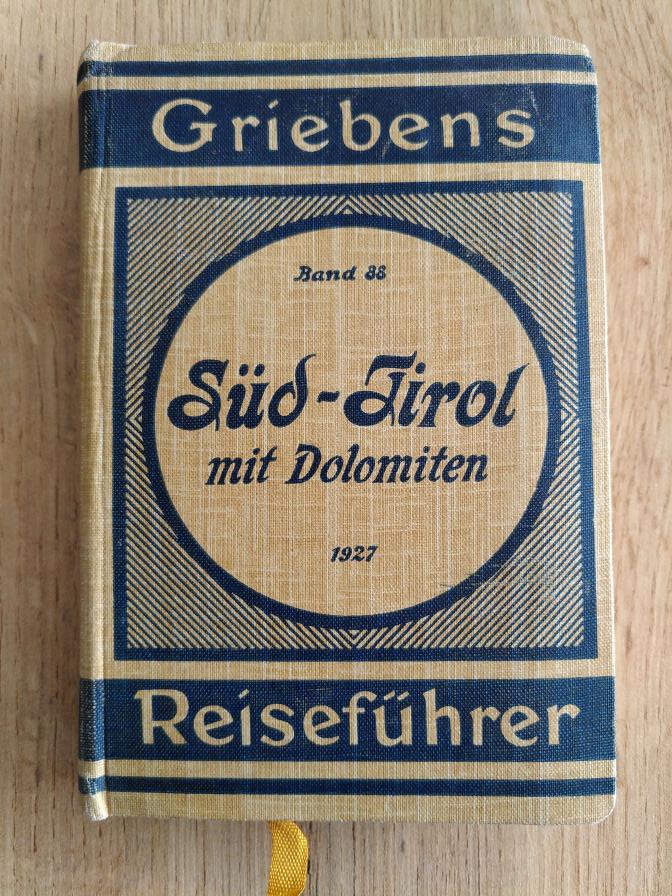 Griebens
Band 88
Süd-Tirol
mit Dolomiten
1927
Reiseführer